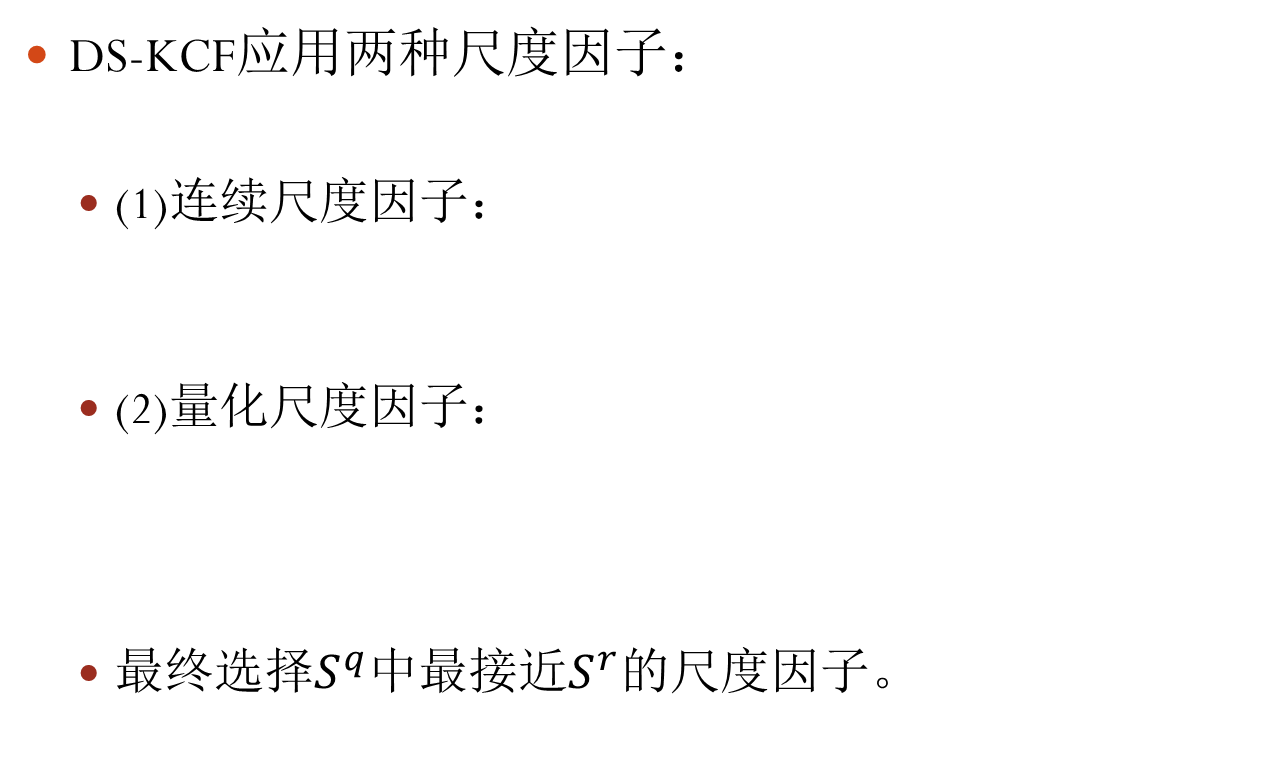 • DS-KCF应用两种尺度因子：
• (1)连续尺度因子：
• (2)量化尺度因子：
• 最终选择S^q中最接近S^r的尺度因子。